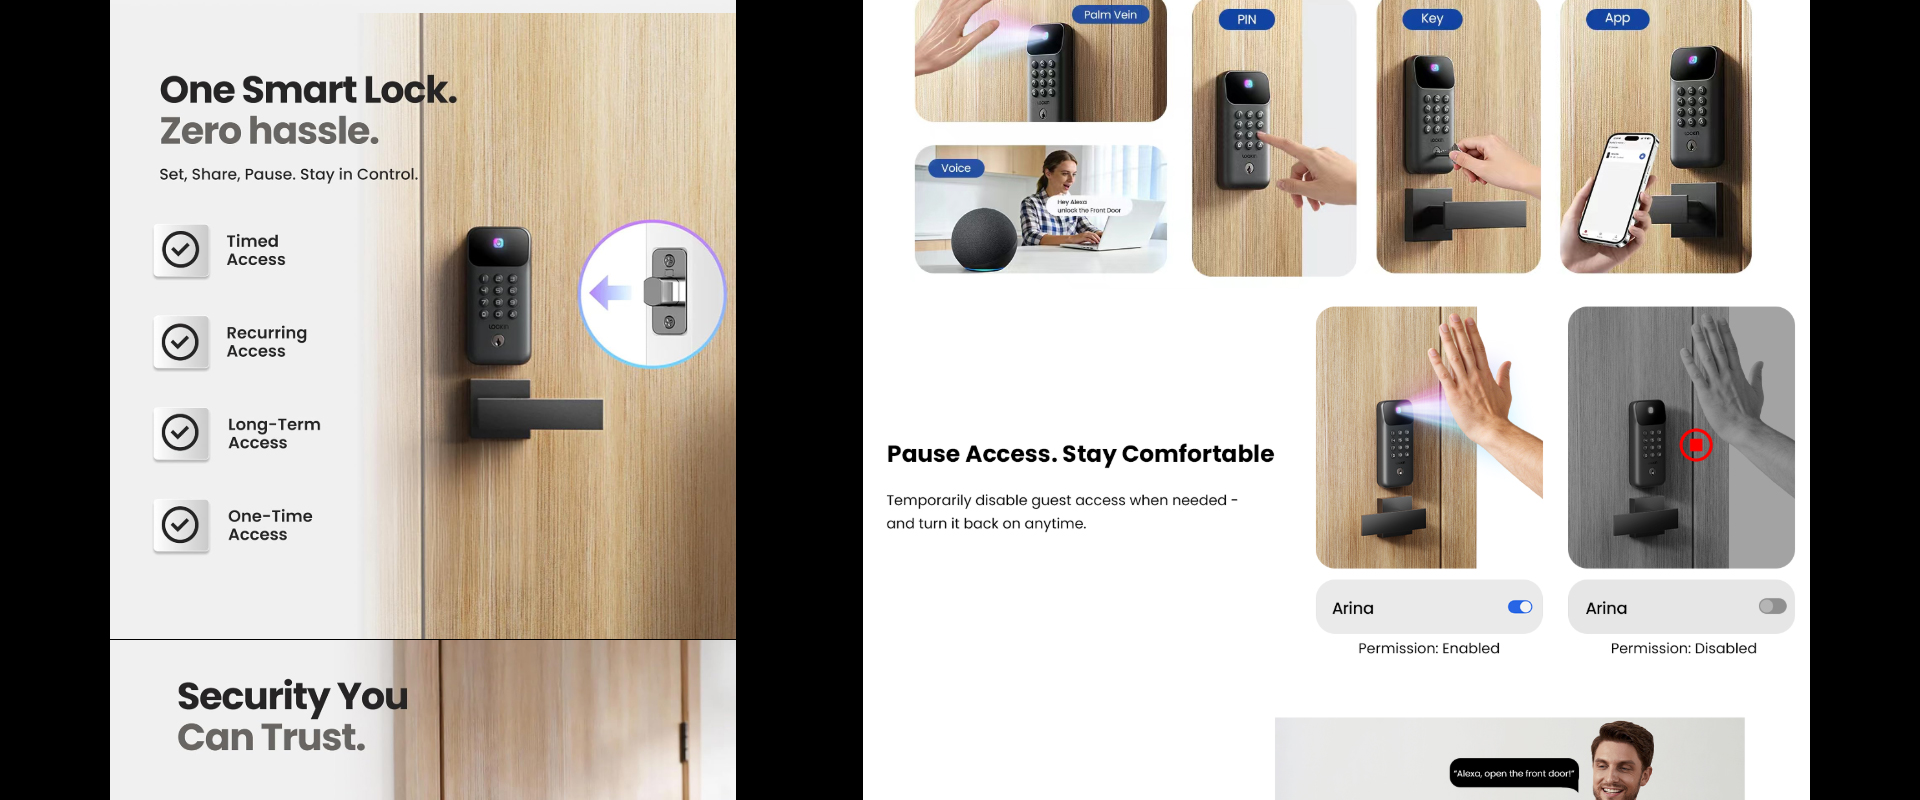 One Smart Lock.
Zero hassle.
Set, Share, Pause. Stay in Control.
Timed
Access
Recurring
Access
Long-Term
Access
One-Time
Access
Security You
Can Trust.
Palm Vein
PIN
Key
App
Voice
Hey Alexa
unlock the Front Door
Pause Access. Stay Comfortable
Temporarily disable guest access when needed -
and turn it back on anytime.
Arina
Arina
Permission: Enabled
Permission: Disabled
"Alexa, open the front door!"